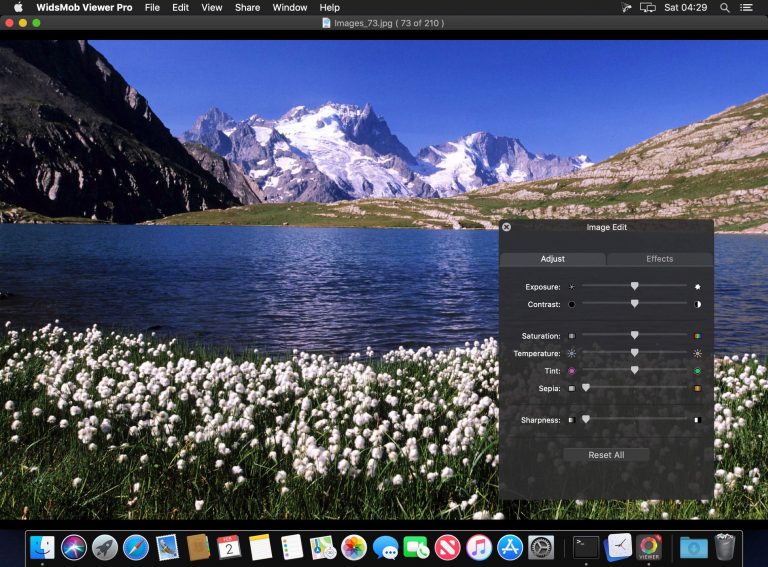 WidsMob Viewer Pro File Edit View Share Window Help Sat 04:29
Images_73.jpg ( 73 of 210 )
Image Edit
Adjust Effects
Exposure:
Contrast:
Saturation:
Temperature:
Tint:
Sepia:
Sharpness:
Reset All
FEB
2
VIEWER